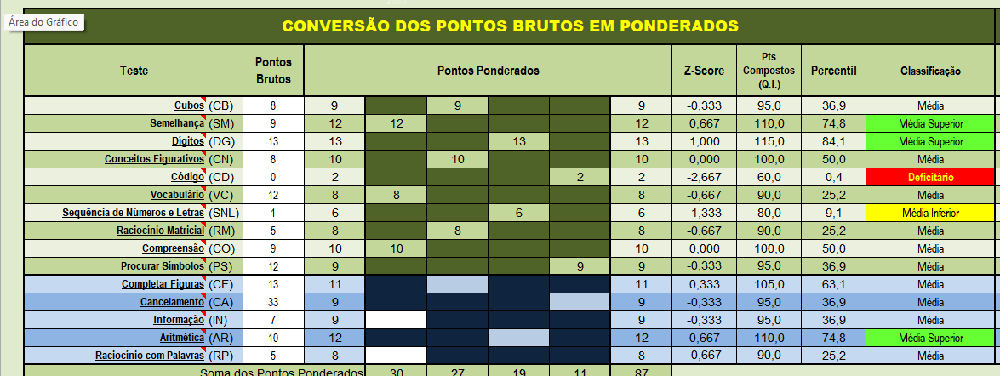 Área do Gráfico
CONVERSÃO DOS PONTOS BRUTOS EM PONDERADOS
Teste Pontos Brutos Pontos Ponderados Z-Score Pts Compostos (Q.I.) Percentil Classificação
Cubos (CB) 8 9 9 9 -0,333 95,0 36,9 Média
Semelhança (SM) 9 12 12 12 0,667 110,0 74,8 Média Superior
Dígitos (DG) 13 13 13 13 1,000 115,0 84,1 Média Superior
Conceitos Figurativos (CN) 8 10 10 10 0,000 100,0 50,0 Média
Código (CD) 0 2 2 2 -2,667 60,0 0,4 Deficitário
Vocabulário (VC) 12 8 8 8 -0,667 90,0 25,2 Média
Sequência de Números e Letras (SNL) 1 6 6 6 -1,333 80,0 9,1 Média Inferior
Raciocínio Matricial (RM) 5 8 8 8 -0,667 90,0 25,2 Média
Compreensão (CO) 9 10 10 10 0,000 100,0 50,0 Média
Procurar Símbolos (PS) 12 9 9 9 -0,333 95,0 36,9 Média
Completar Figuras (CF) 13 11 11 0,333 105,0 63,1 Média
Cancelamento (CA) 33 9 9 -0,333 95,0 36,9 Média
Informação (IN) 7 9 9 -0,333 95,0 36,9 Média
Aritmética (AR) 10 12 12 0,667 110,0 74,8 Média Superior
Raciocínio com Palavras (RP) 5 8 8 -0,667 90,0 25,2 Média
Soma dos Pontos Ponderados 30 27 19 11 87